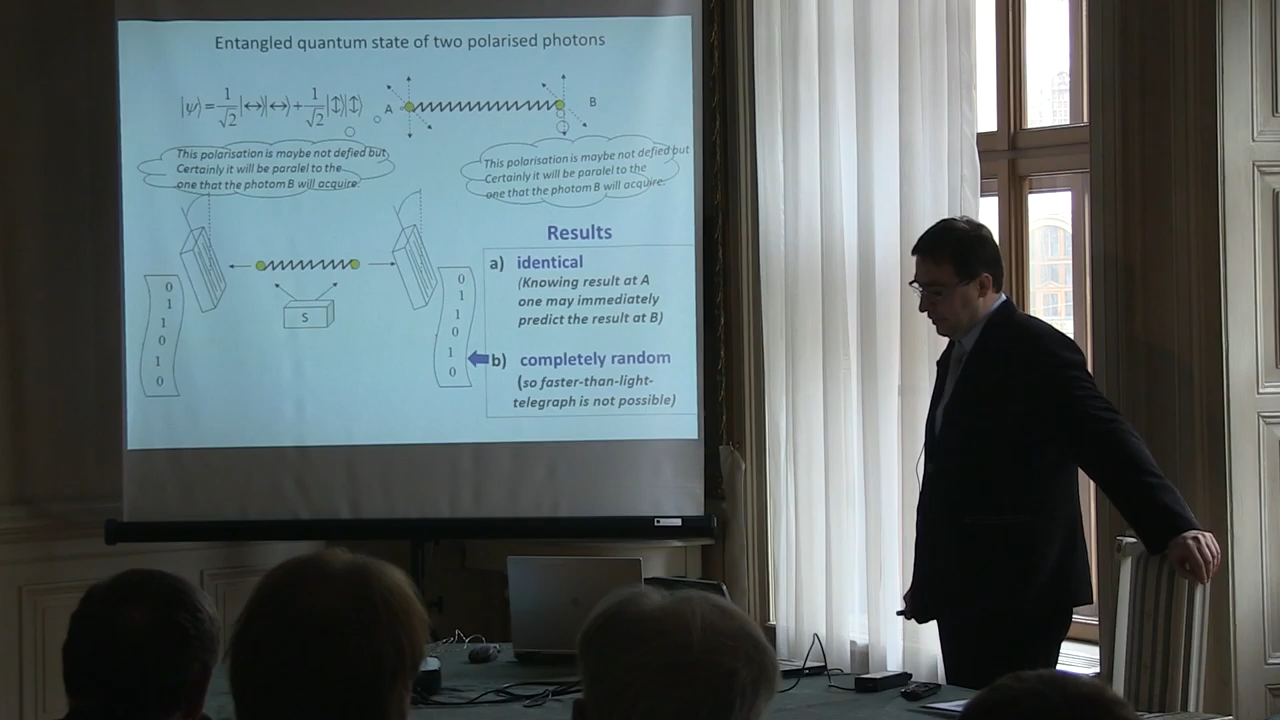 Entangled quantum state of two polarised photons
|ψ⟩ = 1/√2 |↔⟩|↔⟩ + 1/√2 |↕⟩|↕⟩
A
B
This polarisation is maybe not defied but
Certainly it will be paralel to the
one that the photom B will acquire.
This polarisation is maybe not defied but
Certainly it will be paralel to the
one that the photom B will acquire.
S
0
1
1
0
1
0
0
1
1
0
1
0
Results
a) identical
(Knowing result at A
one may immediately
predict the result at B)
b) completely random
(so faster-than-light-
telegraph is not possible)